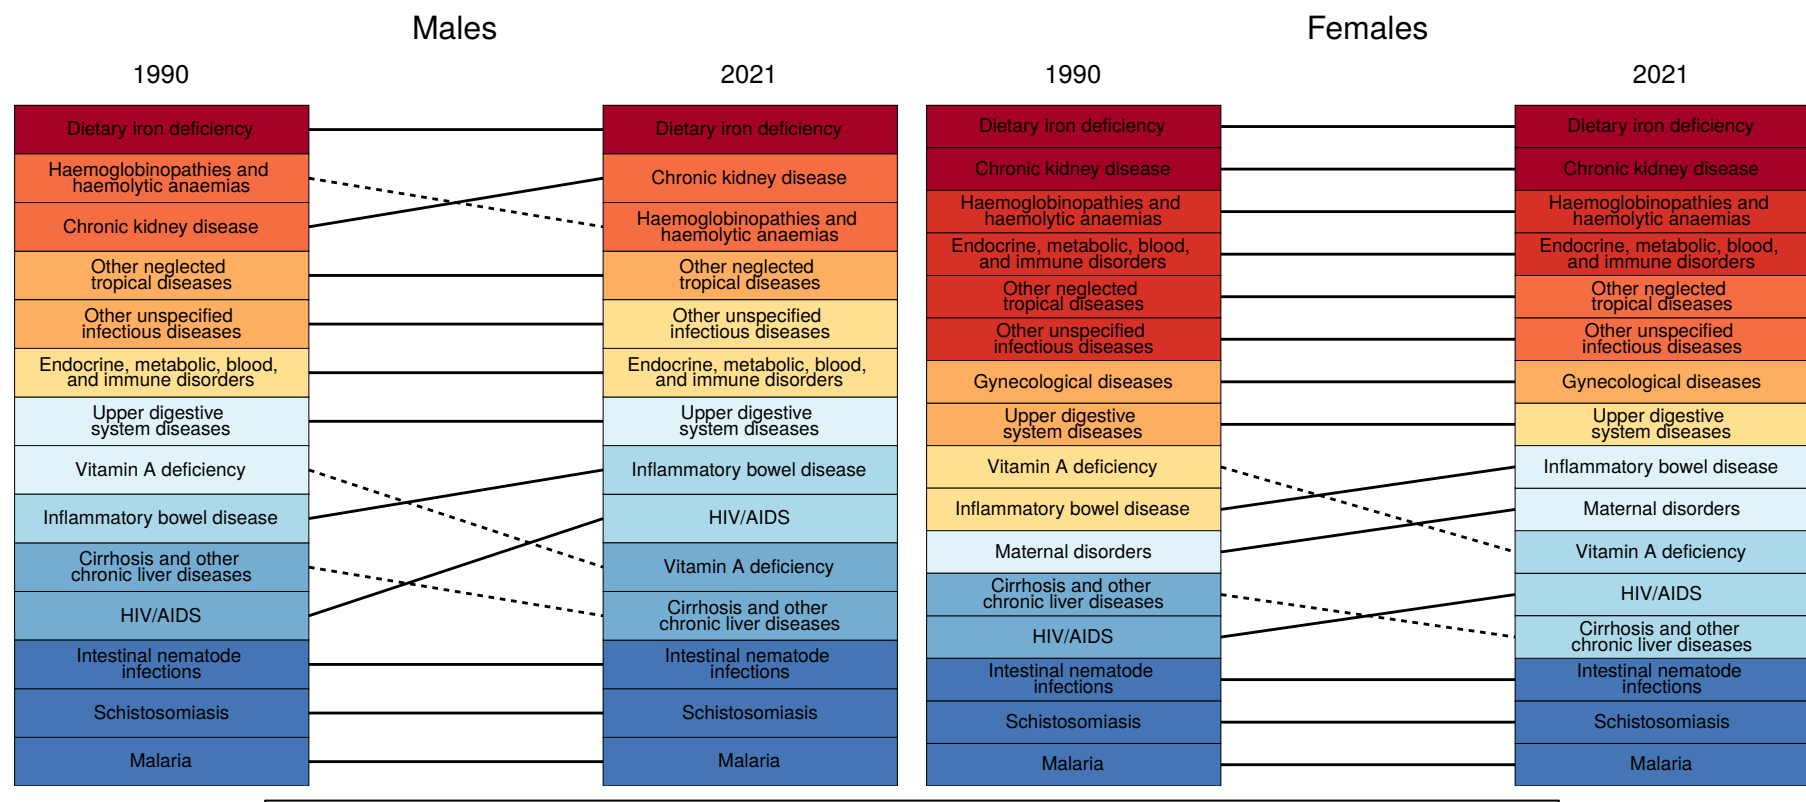 Males
1990
2021
Dietary iron deficiency
Haemoglobinopathies and
haemolytic anaemias
Chronic kidney disease
Other neglected
tropical diseases
Other unspecified
infectious diseases
Endocrine, metabolic, blood,
and immune disorders
Upper digestive
system diseases
Vitamin A deficiency
Inflammatory bowel disease
Cirrhosis and other
chronic liver diseases
HIV/AIDS
Intestinal nematode
infections
Schistosomiasis
Malaria
Dietary iron deficiency
Chronic kidney disease
Haemoglobinopathies and
haemolytic anaemias
Other neglected
tropical diseases
Other unspecified
infectious diseases
Endocrine, metabolic, blood,
and immune disorders
Upper digestive
system diseases
Inflammatory bowel disease
HIV/AIDS
Vitamin A deficiency
Cirrhosis and other
chronic liver diseases
Intestinal nematode
infections
Schistosomiasis
Malaria
Females
1990
2021
Dietary iron deficiency
Chronic kidney disease
Haemoglobinopathies and
haemolytic anaemias
Endocrine, metabolic, blood,
and immune disorders
Other neglected
tropical diseases
Other unspecified
infectious diseases
Gynecological diseases
Upper digestive
system diseases
Vitamin A deficiency
Inflammatory bowel disease
Maternal disorders
Cirrhosis and other
chronic liver diseases
HIV/AIDS
Intestinal nematode
infections
Schistosomiasis
Malaria
Dietary iron deficiency
Chronic kidney disease
Haemoglobinopathies and
haemolytic anaemias
Endocrine, metabolic, blood,
and immune disorders
Other neglected
tropical diseases
Other unspecified
infectious diseases
Gynecological diseases
Upper digestive
system diseases
Inflammatory bowel disease
Maternal disorders
Vitamin A deficiency
HIV/AIDS
Cirrhosis and other
chronic liver diseases
Intestinal nematode
infections
Schistosomiasis
Malaria